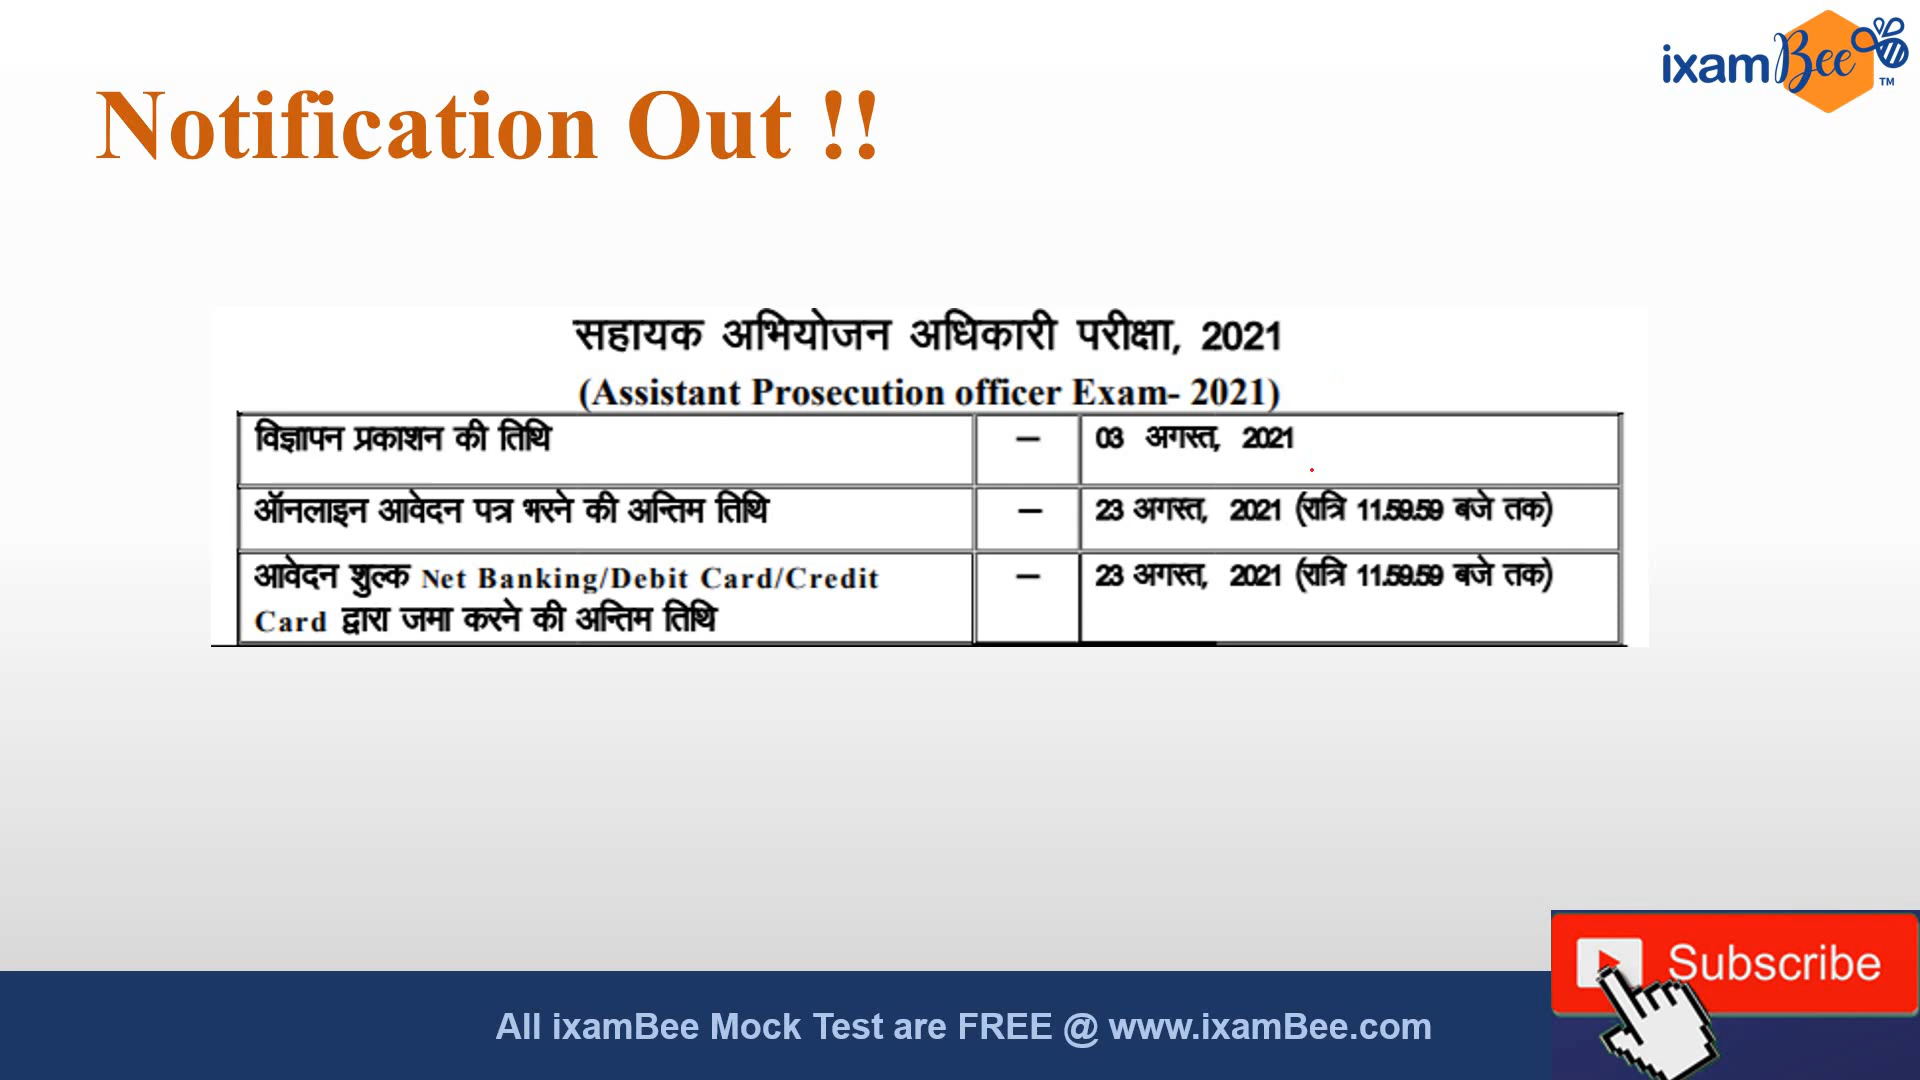 ixamBee TM
Notification Out !!
सहायक अभियोजन अधिकारी परीक्षा, 2021
(Assistant Prosecution officer Exam- 2021)
विज्ञापन प्रकाशन की तिथि – 03 अगस्त, 2021
ऑनलाइन आवेदन पत्र भरने की अन्तिम तिथि – 23 अगस्त, 2021 (रात्रि 11.59.59 बजे तक)
आवेदन शुल्क Net Banking/Debit Card/Credit – 23 अगस्त, 2021 (रात्रि 11.59.59 बजे तक)
Card द्वारा जमा करने की अन्तिम तिथि
Subscribe
All ixamBee Mock Test are FREE @ www.ixamBee.com